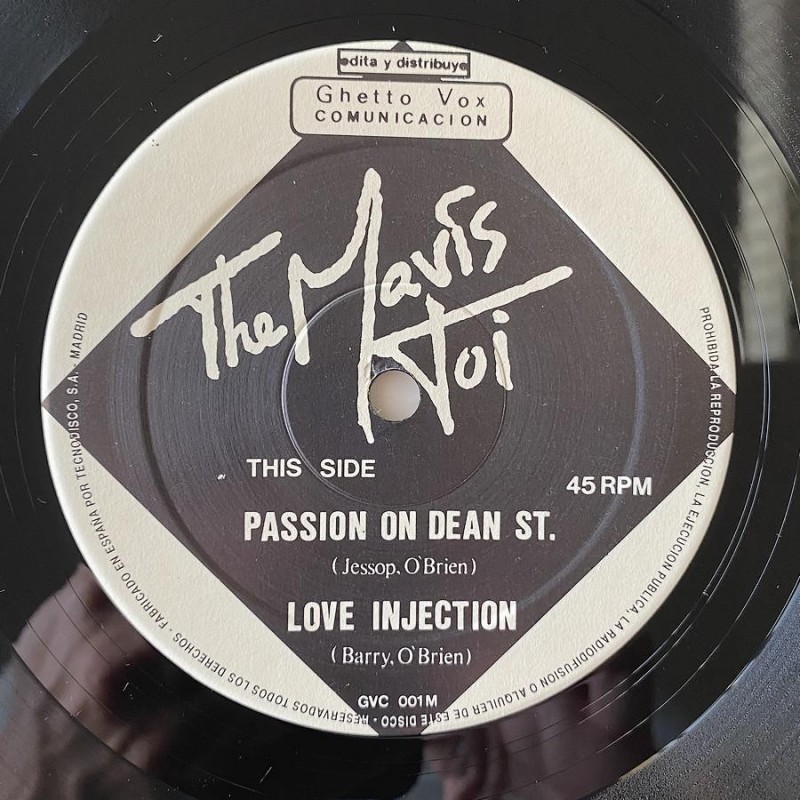 edita y distribuye
Ghetto Vox
COMUNICACION
The Mavis
Toi
THIS SIDE
45 RPM
PASSION ON DEAN ST.
(Jessop, O'Brien)
LOVE INJECTION
(Barry, O'Brien)
GVC 001M
PROHIBIDA LA REPRODUCCION, LA EJECUCION PUBLICA, LA RADIODIFUSION O ALQUILER DE ESTE DISCO - RESERVADOS TODOS LOS DERECHOS - FABRICADO EN ESPAÑA POR TECNODISCO, S.A. - MADRID